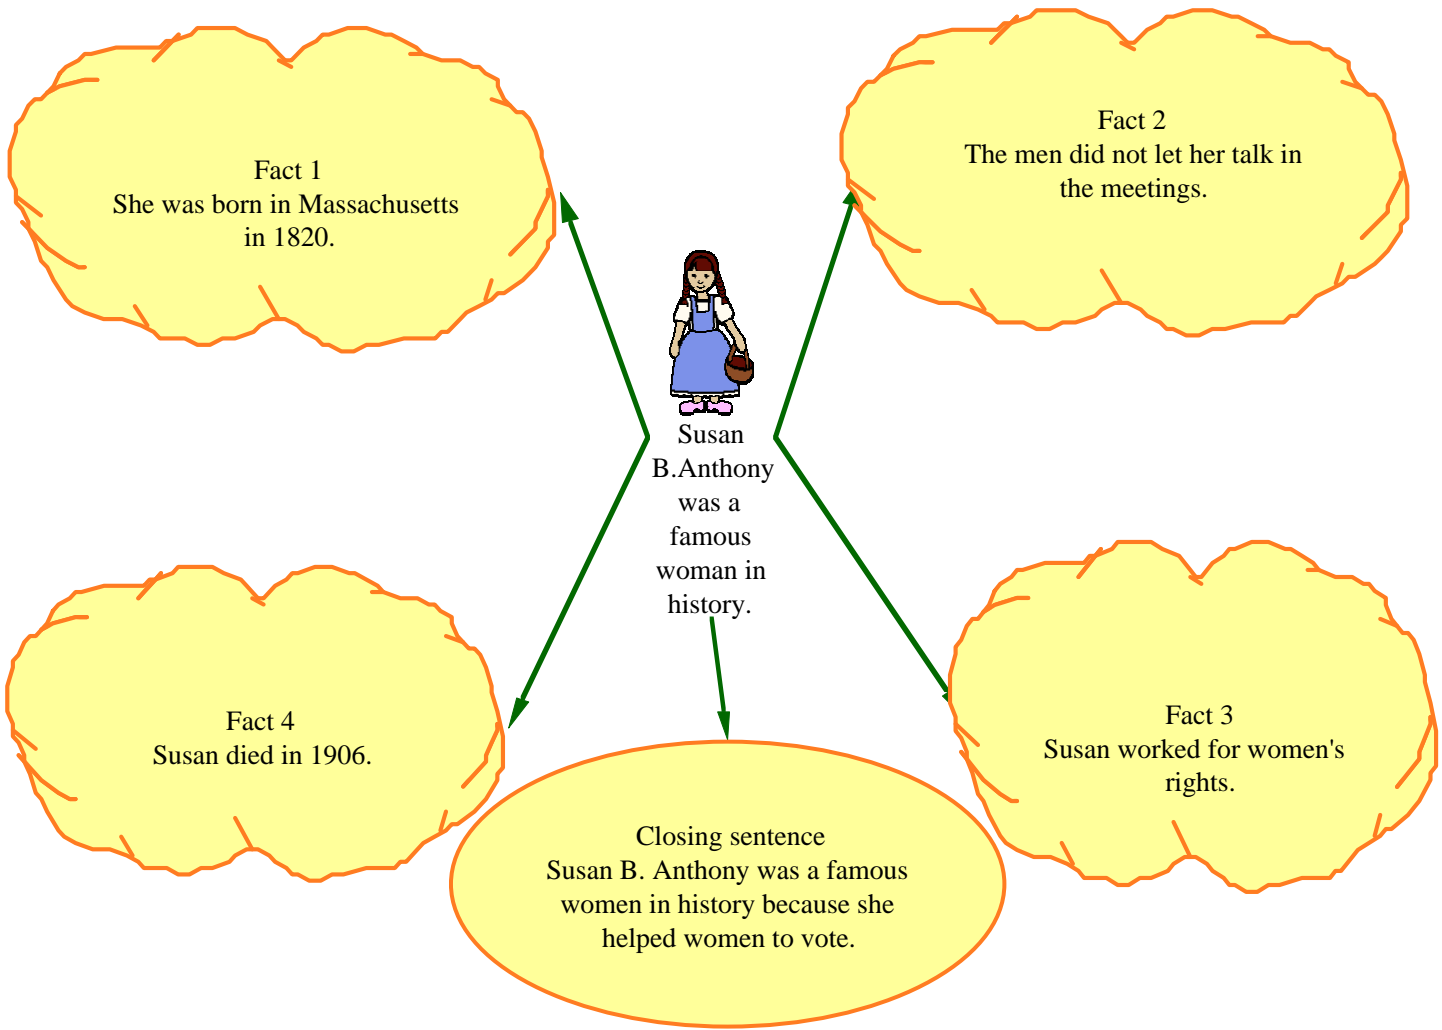 Fact 1
She was born in Massachusetts
in 1820.
Fact 2
The men did not let her talk in
the meetings.
Susan
B.Anthony
was a
famous
woman in
history.
Fact 4
Susan died in 1906.
Fact 3
Susan worked for women's
rights.
Closing sentence
Susan B. Anthony was a famous
women in history because she
helped women to vote.